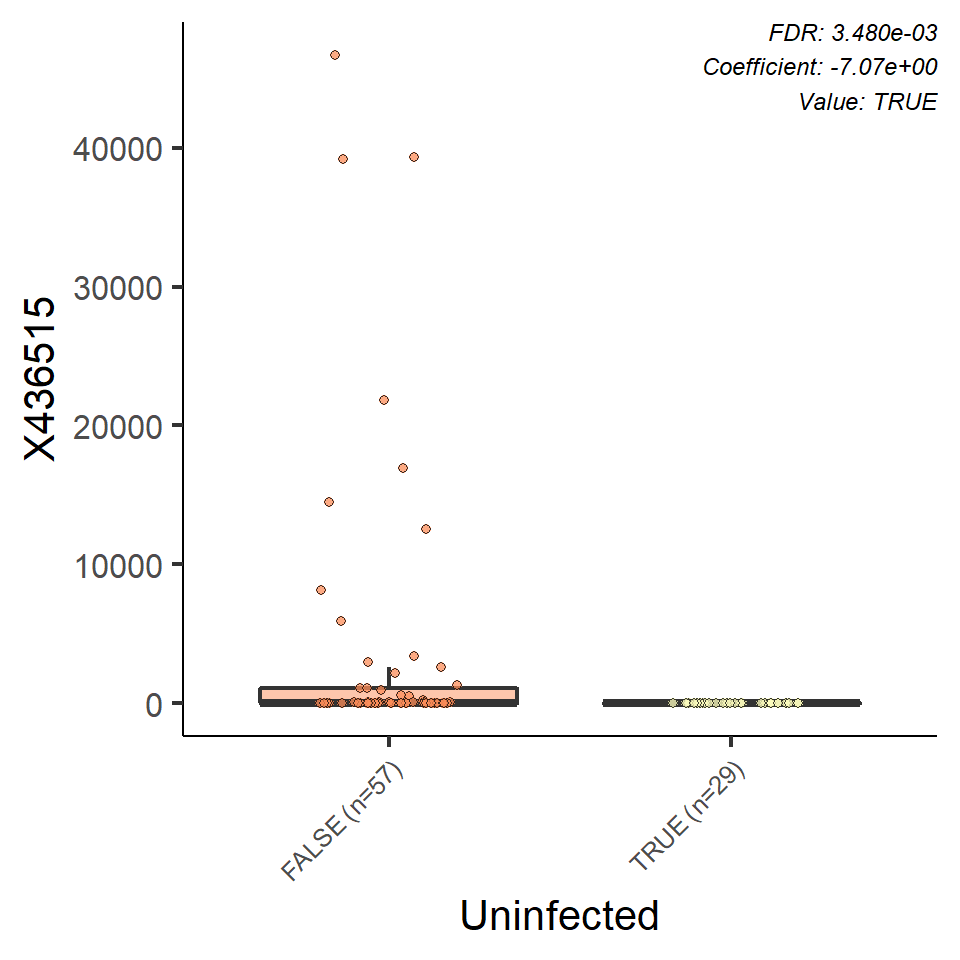 FDR: 3.480e-03
Coefficient: -7.07e+00
Value: TRUE
X436515
40000
30000
20000
10000
0
FALSE (n=57)
TRUE (n=29)
Uninfected